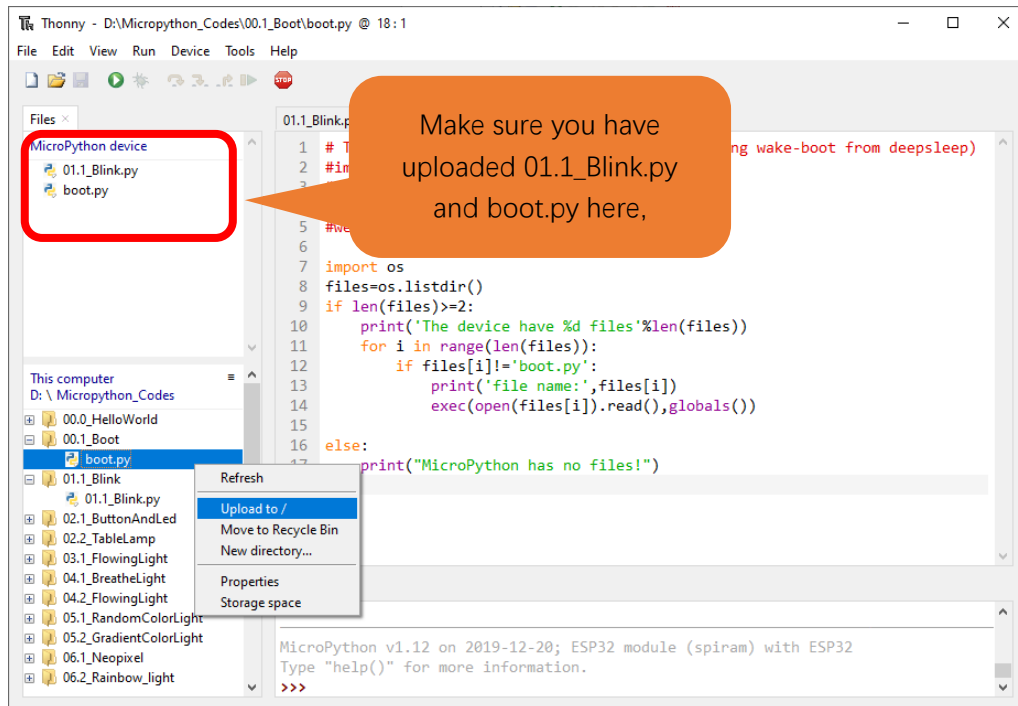 Thonny - D:\Micropython_Codes\00.1_Boot\boot.py @ 18:1
File Edit View Run Device Tools Help
STOP
Files ×
MicroPython device
01.1_Blink.py
boot.py
This computer
D: \ Micropython_Codes
00.0_HelloWorld
00.1_Boot
boot.py
01.1_Blink
01.1_Blink.py
02.1_ButtonAndLed
02.2_TableLamp
03.1_FlowingLight
04.1_BreatheLight
04.2_FlowingLight
05.1_RandomColorLight
05.2_GradientColorLight
06.1_Neopixel
06.2_Rainbow_light
Refresh
Upload to /
Move to Recycle Bin
New directory...
Properties
Storage space
Make sure you have
uploaded 01.1_Blink.py
and boot.py here,
01.1_Blink.p
1 # T ng wake-boot from deepsleep)
2 #im
5 #we
6
7 import os
8 files=os.listdir()
9 if len(files)>=2:
10 print('The device have %d files'%len(files))
11 for i in range(len(files)):
12 if files[i]!='boot.py':
13 print('file name:',files[i])
14 exec(open(files[i]).read(),globals())
15
16 else:
print("MicroPython has no files!")
MicroPython v1.12 on 2019-12-20; ESP32 module (spiram) with ESP32
Type "help()" for more information.
>>>